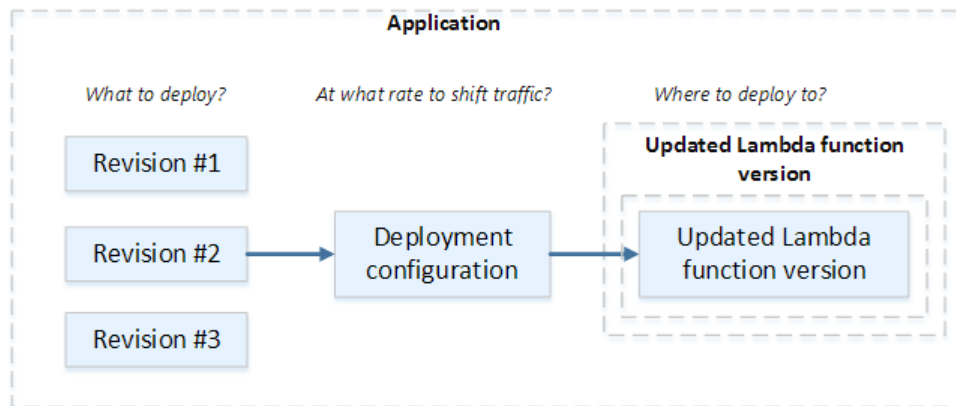 Application
What to deploy?
At what rate to shift traffic?
Where to deploy to?
Revision #1
Revision #2
Revision #3
Deployment
configuration
Updated Lambda function
version
Updated Lambda
function version